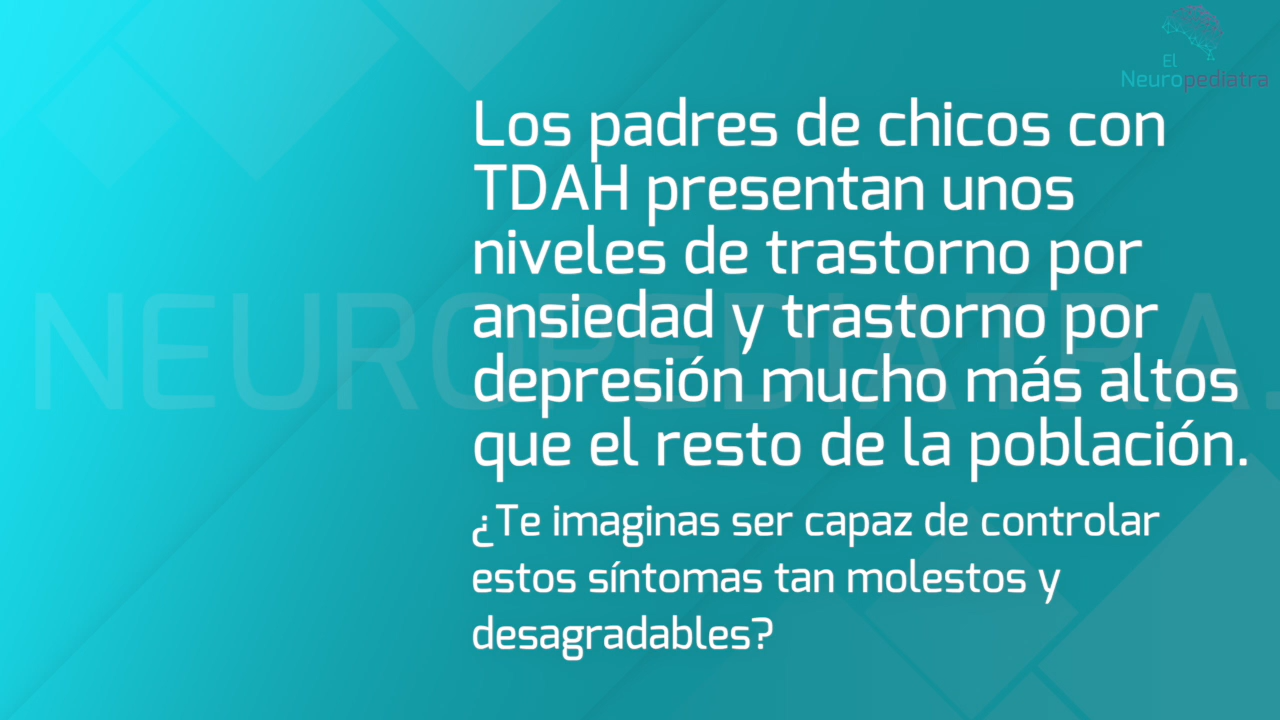 El
Neuropediatra
Los padres de chicos con
TDAH presentan unos
niveles de trastorno por
ansiedad y trastorno por
depresión mucho más altos
que el resto de la población.
NEUROPEDIATRA.
¿Te imaginas ser capaz de controlar
estos síntomas tan molestos y
desagradables?